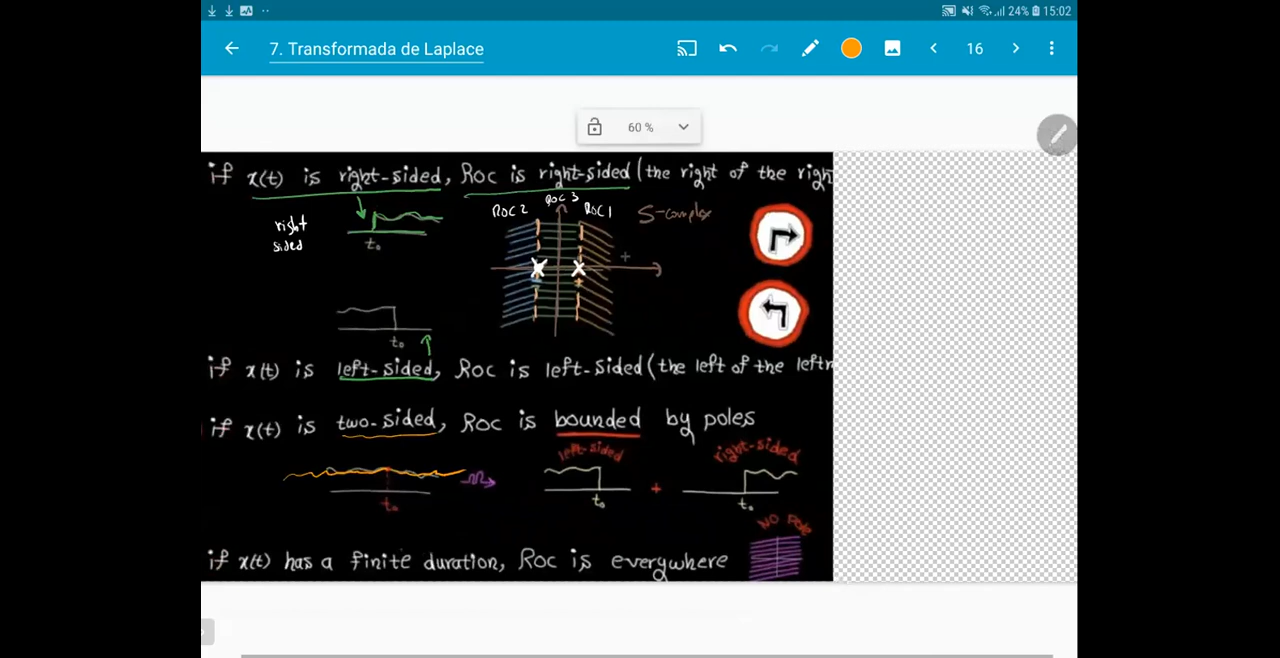 24% 15:02
7. Transformada de Laplace
16
60 %
if x(t) is right-sided, ROC is right-sided (the right of the righ
right
sided
t₀
ROC 2
ROC 3
ROC 1
S-complex
t₀
if x(t) is left-sided, ROC is left-sided (the left of the leftm
if x(t) is two-sided, ROC is bounded by poles
left-sided
right-sided
t₀
t₀
+
t₀
NO Pole
if x(t) has a finite duration, ROC is everywhere